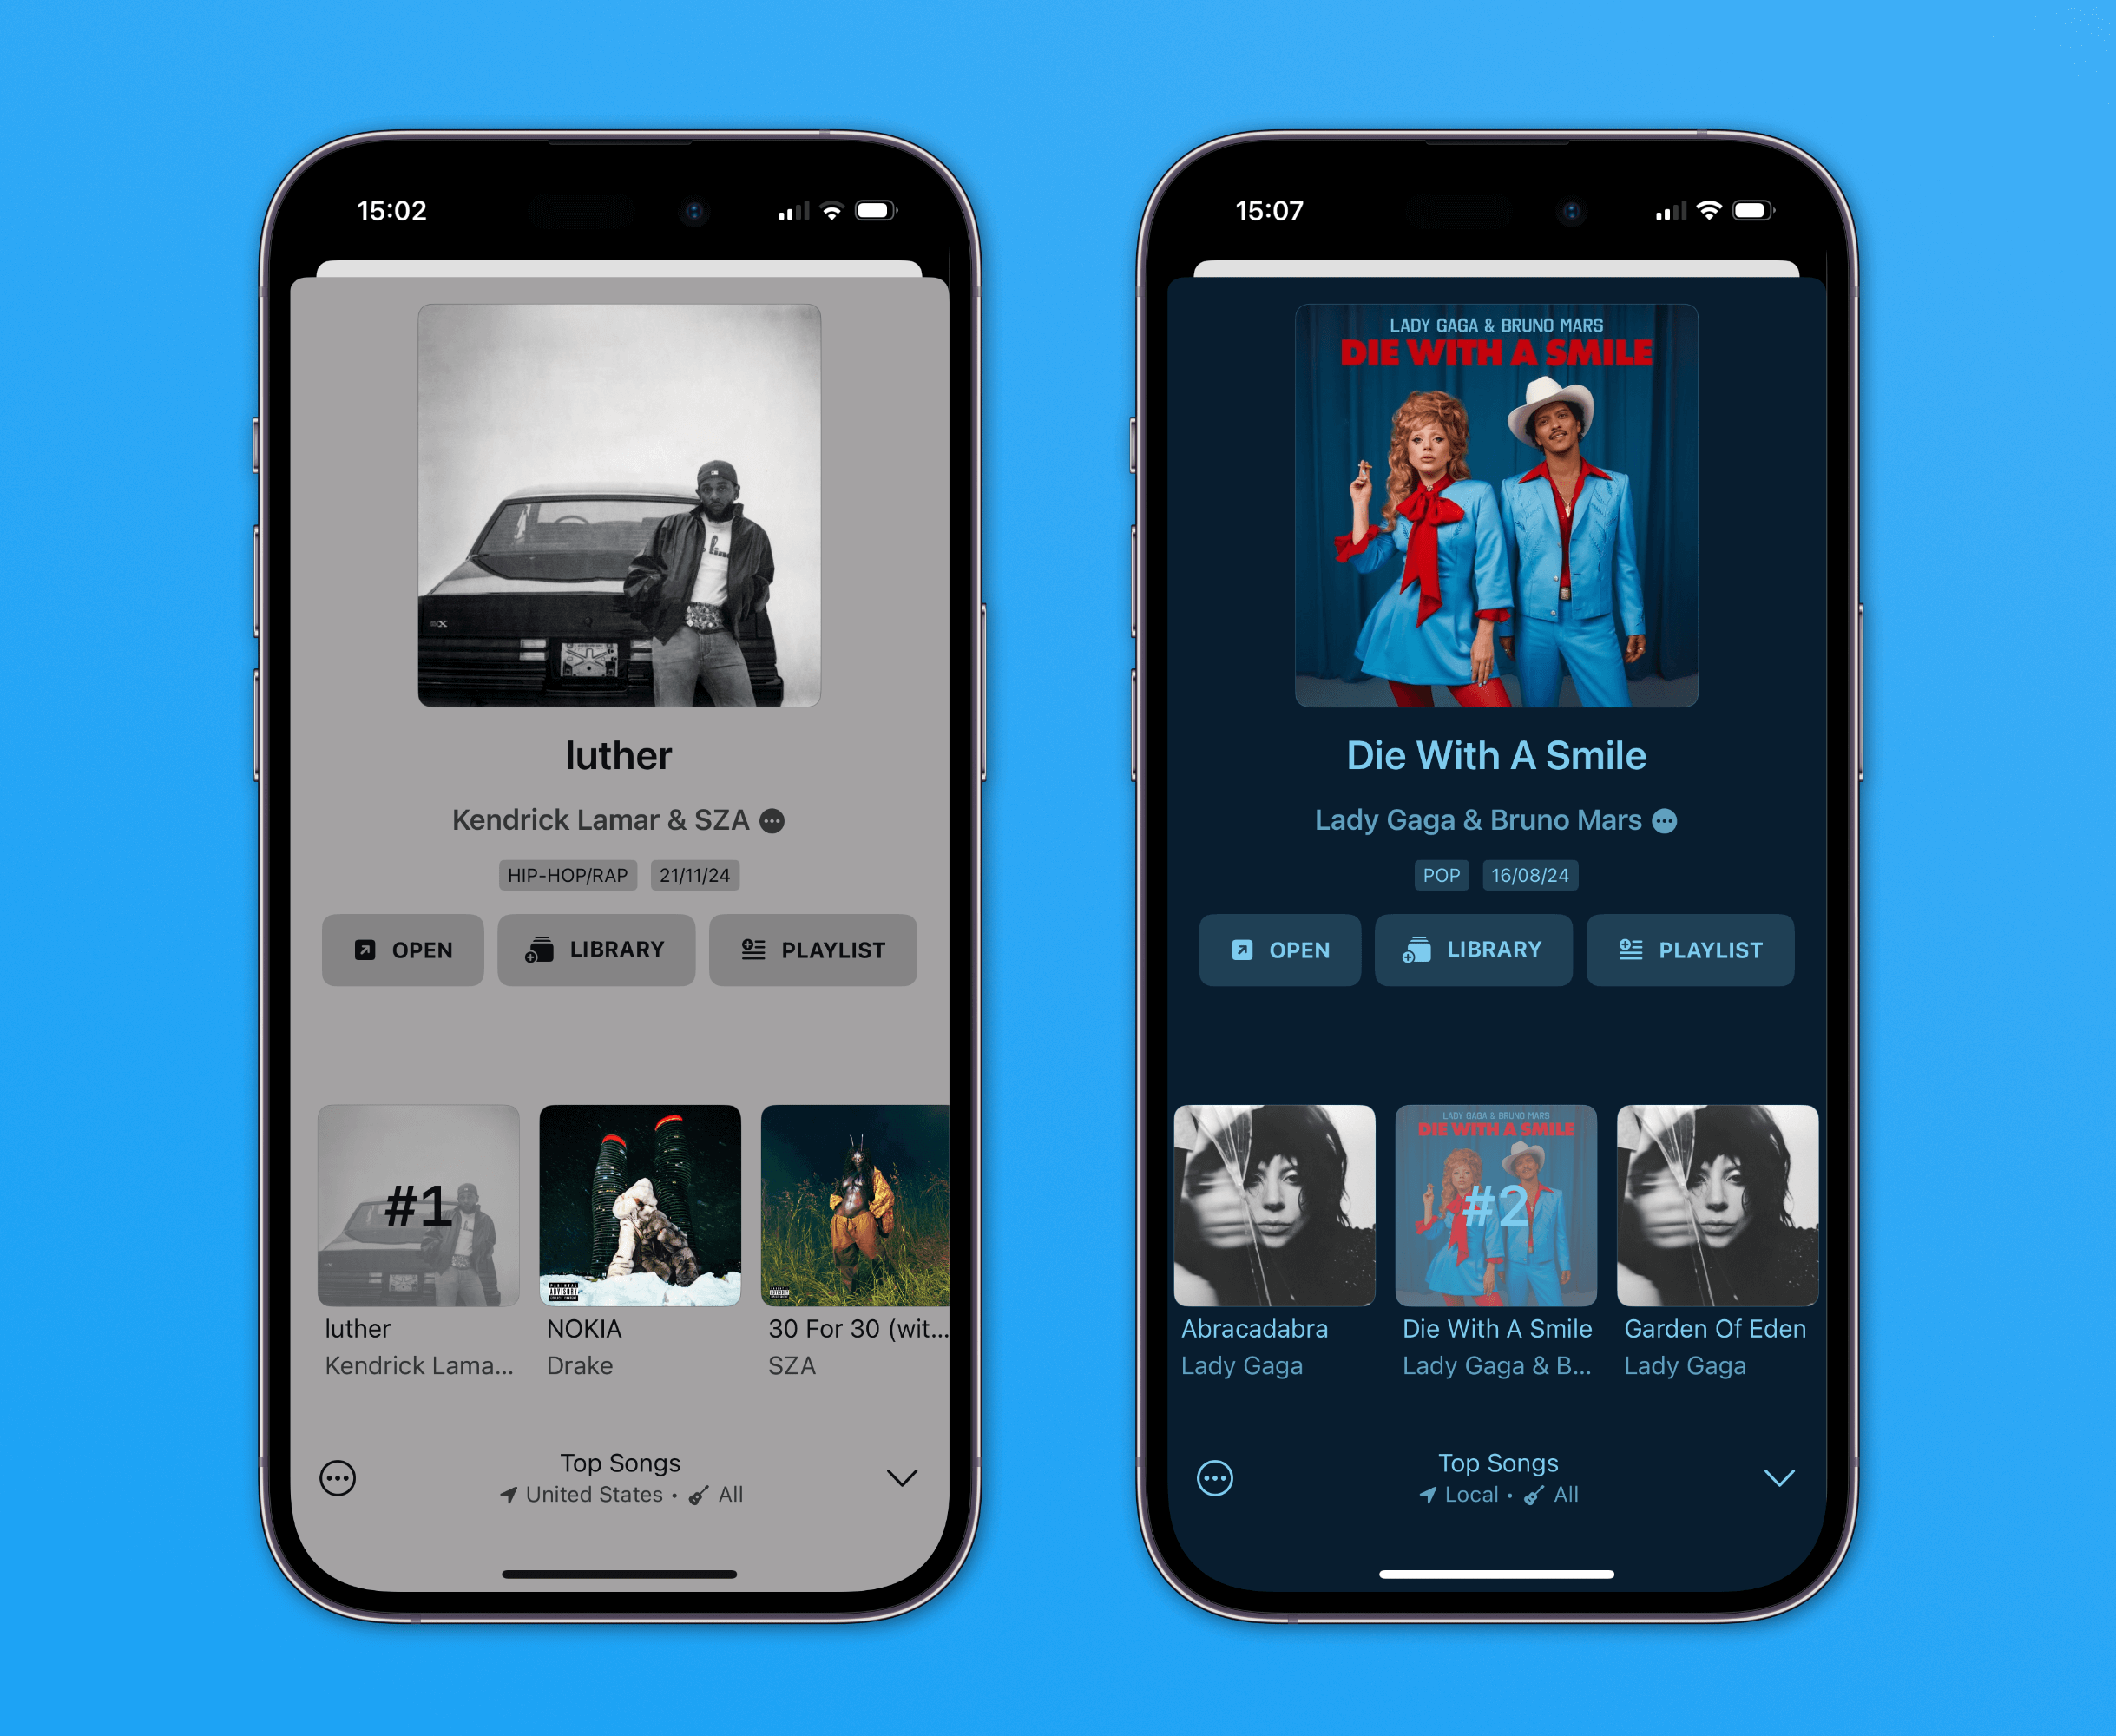 15:02
luther
Kendrick Lamar & SZA
HIP-HOP/RAP 21/11/24
OPEN LIBRARY PLAYLIST
#1
luther
Kendrick Lama...
NOKIA
Drake
30 For 30 (wit...
SZA
Top Songs
United States • All
15:07
LADY GAGA & BRUNO MARS
DIE WITH A SMILE
Die With A Smile
Lady Gaga & Bruno Mars
POP 16/08/24
OPEN LIBRARY PLAYLIST
Abracadabra
Lady Gaga
LADY GAGA & BRUNO MARS
DIE WITH A SMILE
#2
Die With A Smile
Lady Gaga & B...
Garden Of Eden
Lady Gaga
Top Songs
Local • All